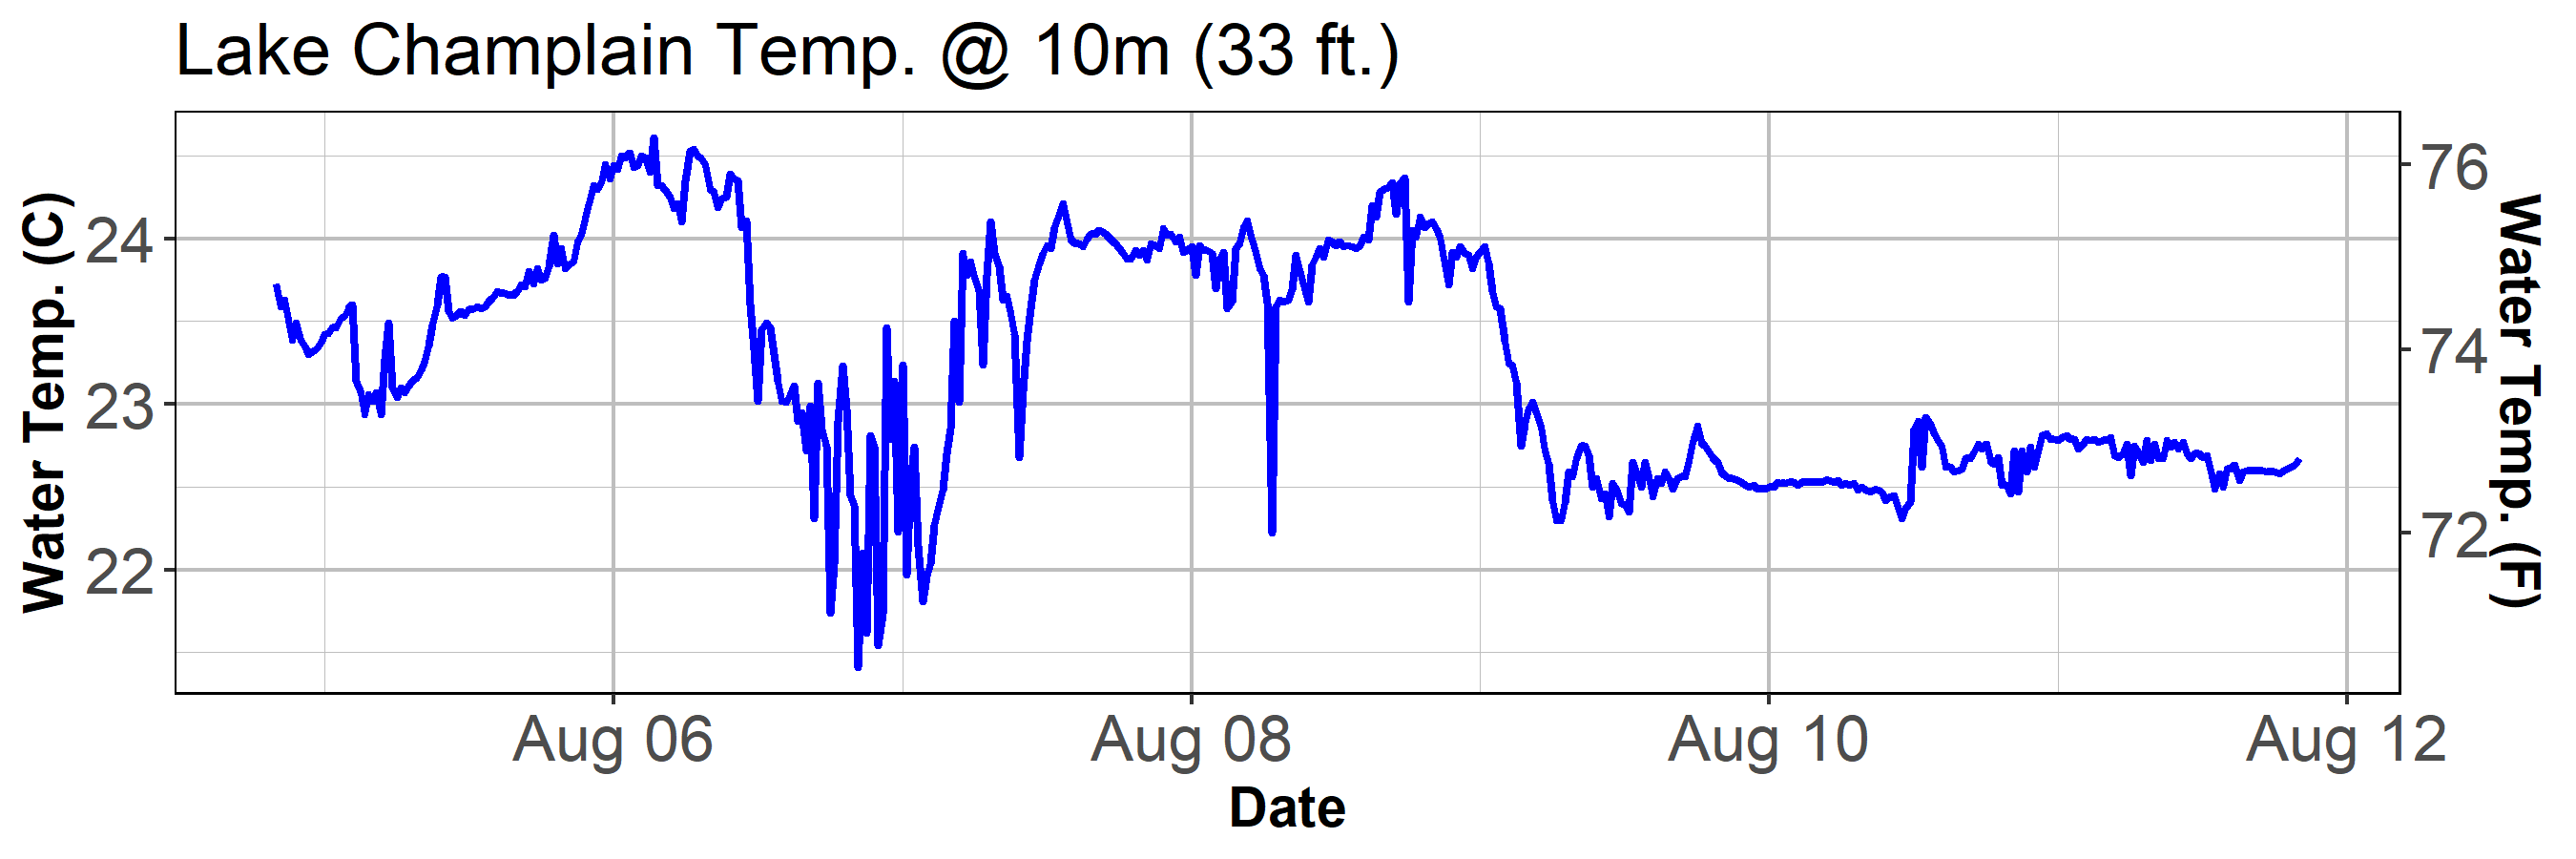 Lake Champlain Temp. @ 10m (33 ft.)
Water Temp. (C)
24
23
22
76
74
72
Water Temp. (F)
Aug 06
Aug 08
Aug 10
Aug 12
Date